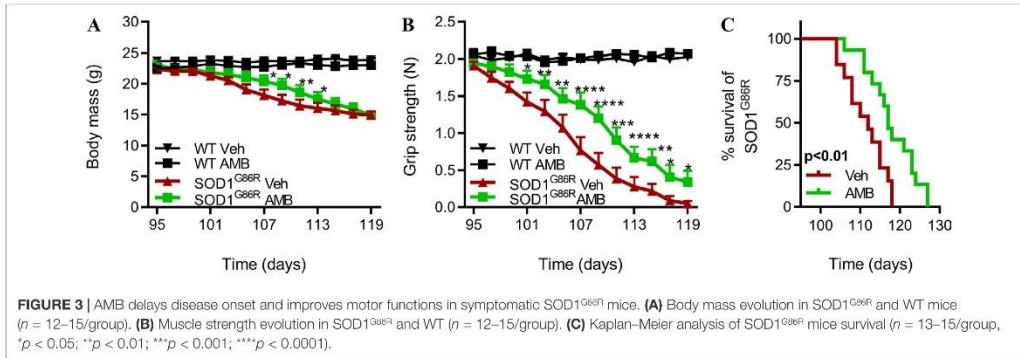 A
Body mass (g)
30
25
20
15
10
5
0
* * ** *
WT Veh
WT AMB
SOD1G86R Veh
SOD1G86R AMB
95 101 107 113 119
Time (days)
B
Grip strength (N)
2.5
2.0
1.5
1.0
0.5
0.0
* ** ** **** **** *** **** ** * *
WT Veh
WT AMB
SOD1G86R Veh
SOD1G86R AMB
95 101 107 113 119
Time (days)
C
% survival of
SOD1G86R
100
75
50
25
0
p<0.01
Veh
AMB
100 110 120 130
Time (days)
FIGURE 3 | AMB delays disease onset and improves motor functions in symptomatic SOD1G86R mice. (A) Body mass evolution in SOD1G86R and WT mice
(n = 12–15/group). (B) Muscle strength evolution in SOD1G86R and WT (n = 12–15/group). (C) Kaplan–Meier analysis of SOD1G86R mice survival (n = 13–15/group,
*p < 0.05; **p < 0.01; ***p < 0.001; ****p < 0.0001).